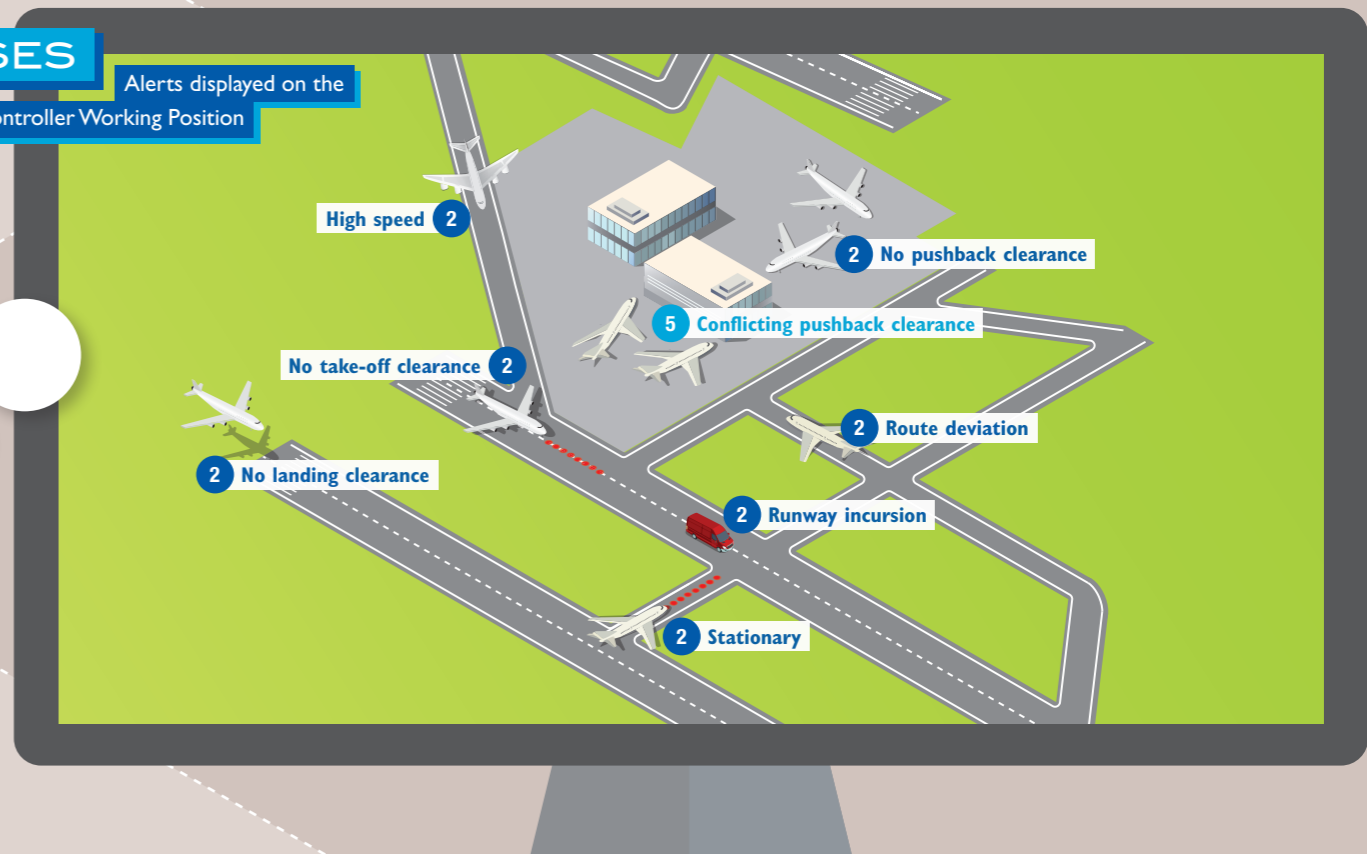 SES
Alerts displayed on the
ontroller Working Position
High speed 2
2 No pushback clearance
5 Conflicting pushback clearance
No take-off clearance 2
2 Route deviation
2 No landing clearance
2 Runway incursion
2 Stationary